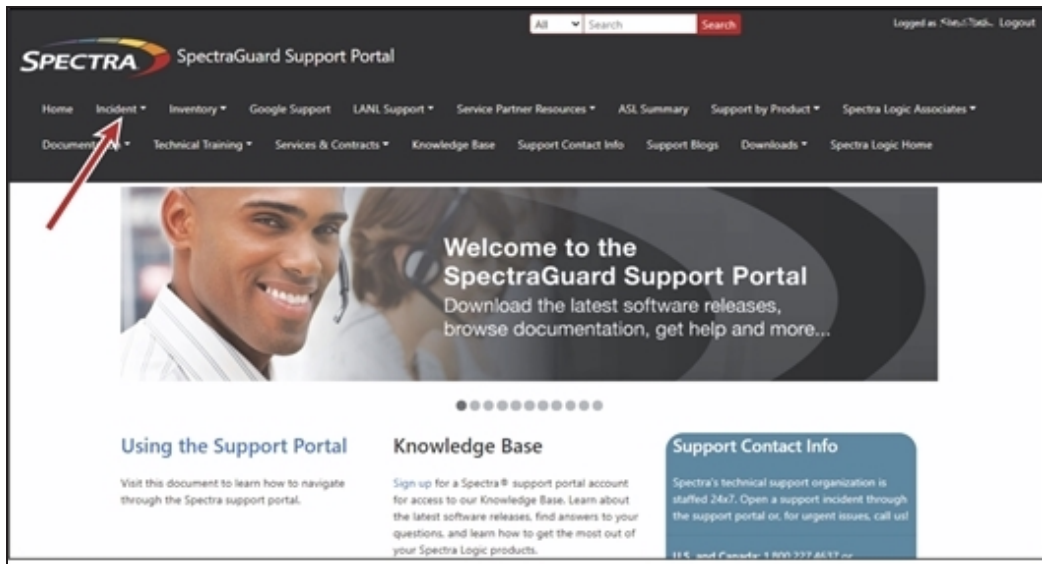 All Search Search Logged as Logout
SPECTRA SpectraGuard Support Portal
Home Incident Inventory Google Support LANL Support Service Partner Resources ASL Summary Support by Product Spectra Logic Associates
Technical Training Services & Contracts Knowledge Base Support Contact Info Support Blogs Downloads Spectra Logic Home
Welcome to the
SpectraGuard Support Portal
Download the latest software releases,
browse documentation, get help and more...
Using the Support Portal
Visit this document to learn how to navigate
through the Spectra support portal.
Knowledge Base
Sign up for a Spectra® support portal account
for access to our Knowledge Base. Learn about
the latest software releases, find answers to your
questions, and learn how to get the most out of
your Spectra Logic products.
Support Contact Info
Spectra's technical support organization is
staffed 24x7. Open a support incident through
the support portal or, for urgent issues, call us!
U.S. and Canada: 1.800.227.4637 or